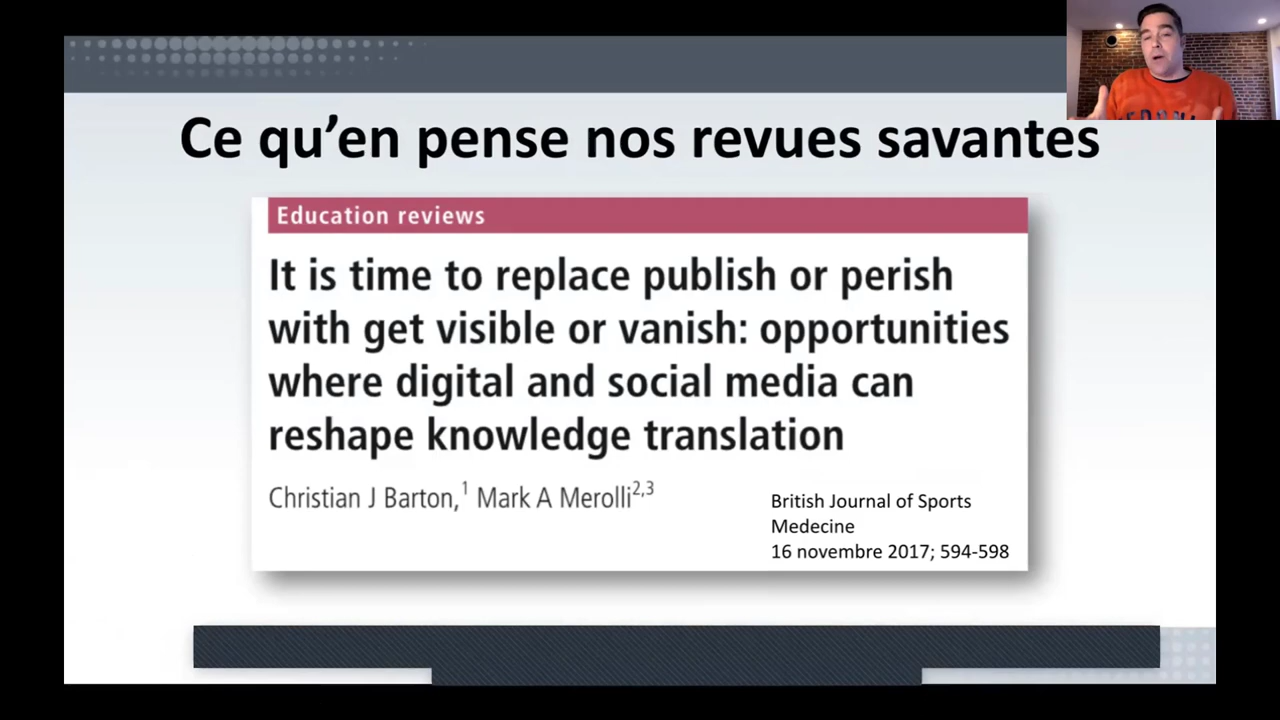 Ce qu’en pense nos revues savantes
Education reviews
It is time to replace publish or perish
with get visible or vanish: opportunities
where digital and social media can
reshape knowledge translation
Christian J Barton,1 Mark A Merolli2,3
British Journal of Sports
Medecine
16 novembre 2017; 594-598